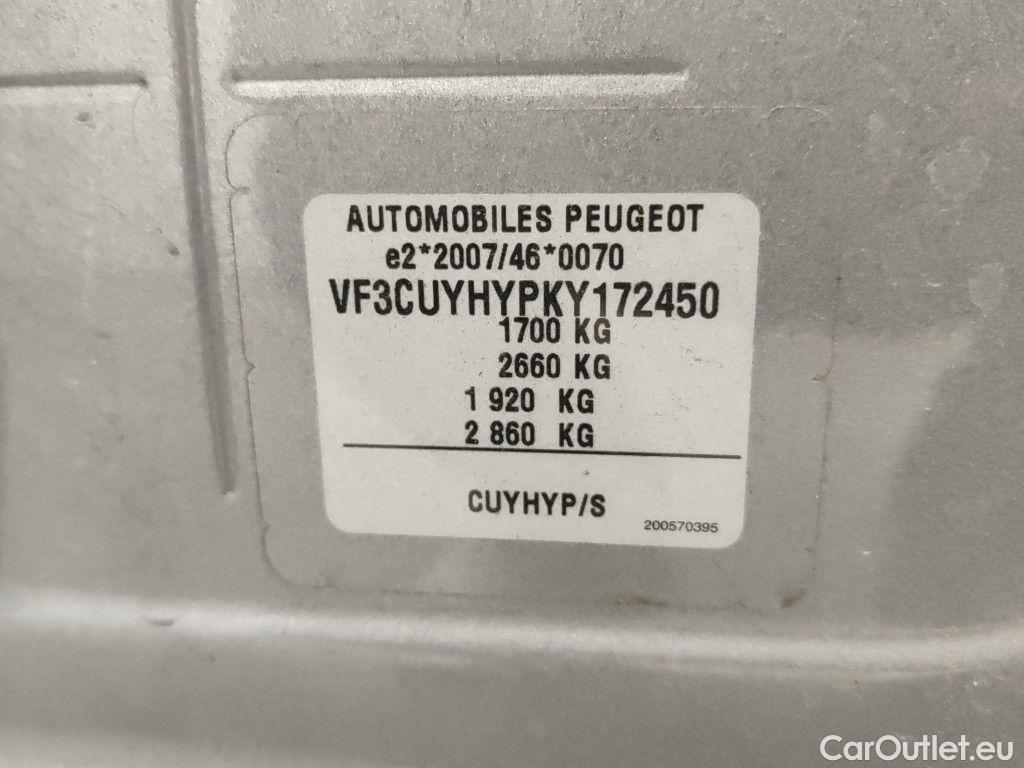 AUTOMOBILES PEUGEOT
e2*2007/46*0070
VF3CUYHYPKY172450
1700 KG
2660 KG
1 920 KG
2 860 KG
CUYHYP/S
200570395
CarOutlet.eu